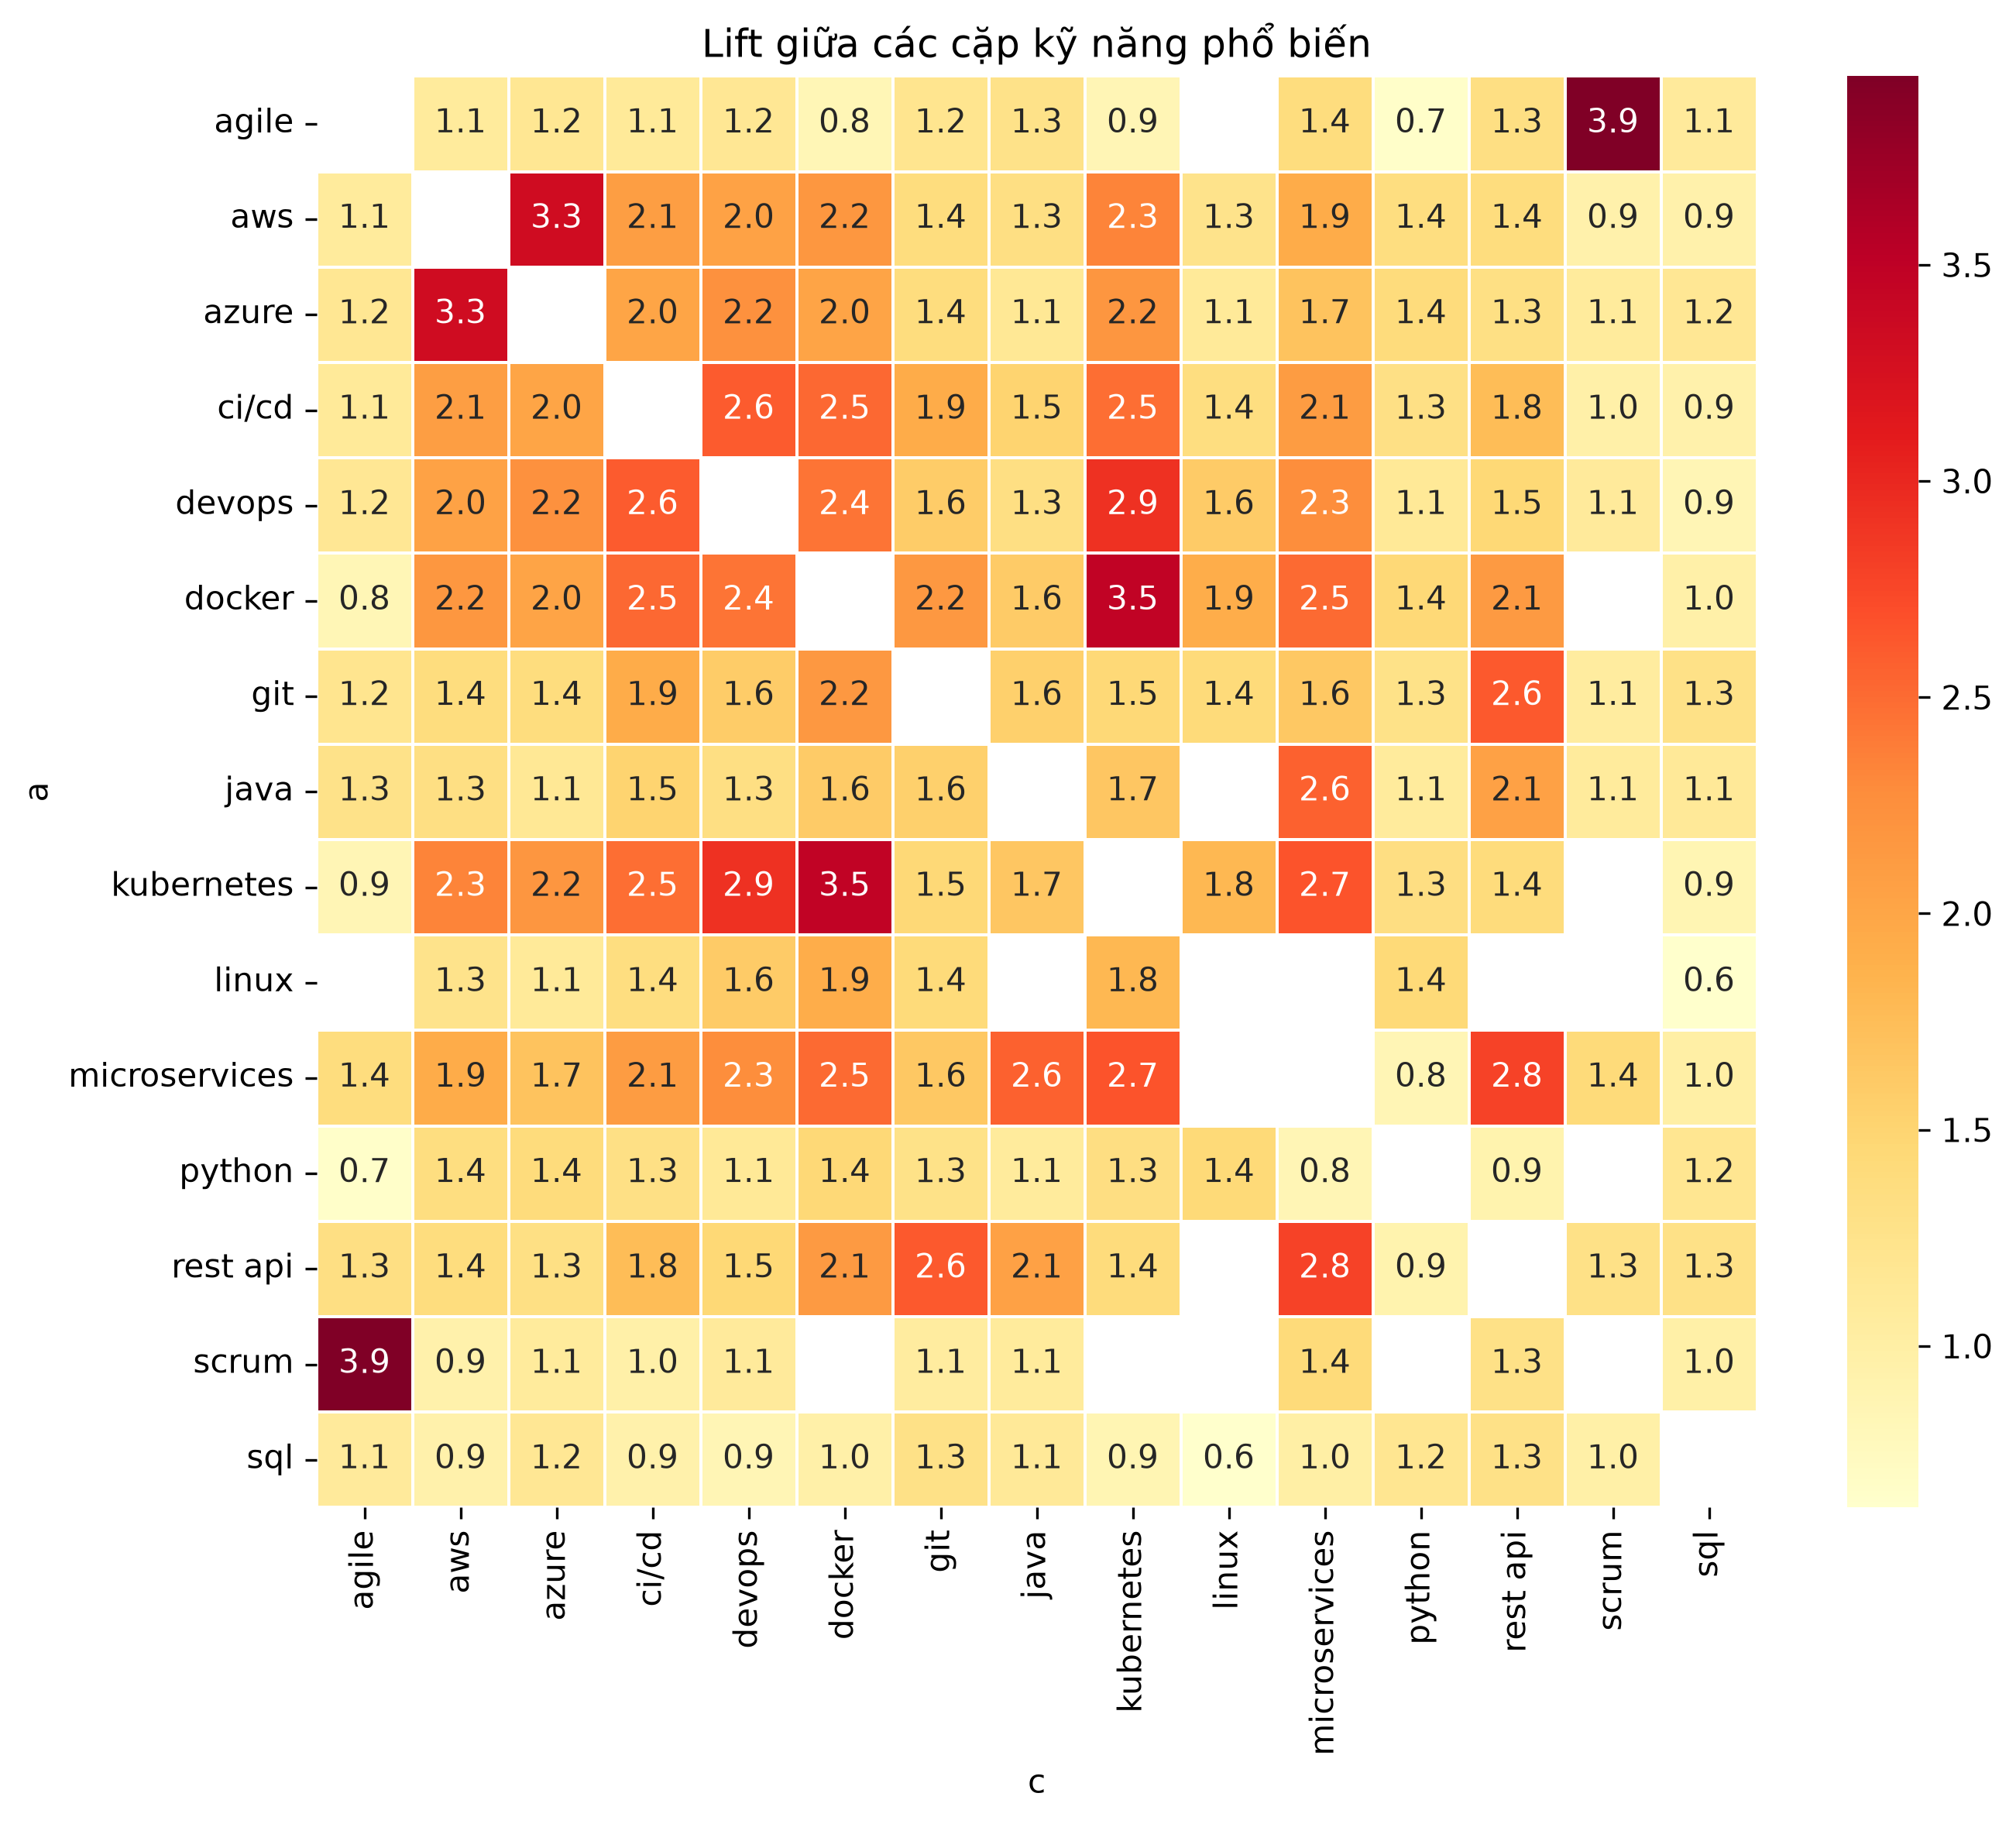 Lift giữa các cặp kỹ năng phổ biến
agile 1.1 1.2 1.1 1.2 0.8 1.2 1.3 0.9 1.4 0.7 1.3 3.9 1.1
aws 1.1 3.3 2.1 2.0 2.2 1.4 1.3 2.3 1.3 1.9 1.4 1.4 0.9 0.9
azure 1.2 3.3 2.0 2.2 2.0 1.4 1.1 2.2 1.1 1.7 1.4 1.3 1.1 1.2
ci/cd 1.1 2.1 2.0 2.6 2.5 1.9 1.5 2.5 1.4 2.1 1.3 1.8 1.0 0.9
devops 1.2 2.0 2.2 2.6 2.4 1.6 1.3 2.9 1.6 2.3 1.1 1.5 1.1 0.9
docker 0.8 2.2 2.0 2.5 2.4 2.2 1.6 3.5 1.9 2.5 1.4 2.1 1.0
git 1.2 1.4 1.4 1.9 1.6 2.2 1.6 1.5 1.4 1.6 1.3 2.6 1.1 1.3
java 1.3 1.3 1.1 1.5 1.3 1.6 1.6 1.7 2.6 1.1 2.1 1.1 1.1
kubernetes 0.9 2.3 2.2 2.5 2.9 3.5 1.5 1.7 1.8 2.7 1.3 1.4 0.9
linux 1.3 1.1 1.4 1.6 1.9 1.4 1.8 1.4 0.6
microservices 1.4 1.9 1.7 2.1 2.3 2.5 1.6 2.6 2.7 0.8 2.8 1.4 1.0
python 0.7 1.4 1.4 1.3 1.1 1.4 1.3 1.1 1.3 1.4 0.8 0.9 1.2
rest api 1.3 1.4 1.3 1.8 1.5 2.1 2.6 2.1 1.4 2.8 0.9 1.3 1.3
scrum 3.9 0.9 1.1 1.0 1.1 1.1 1.1 1.4 1.3 1.0
sql 1.1 0.9 1.2 0.9 0.9 1.0 1.3 1.1 0.9 0.6 1.0 1.2 1.3 1.0
agile aws azure ci/cd devops docker git java kubernetes linux microservices python rest api scrum sql
a
c
3.5
3.0
2.5
2.0
1.5
1.0